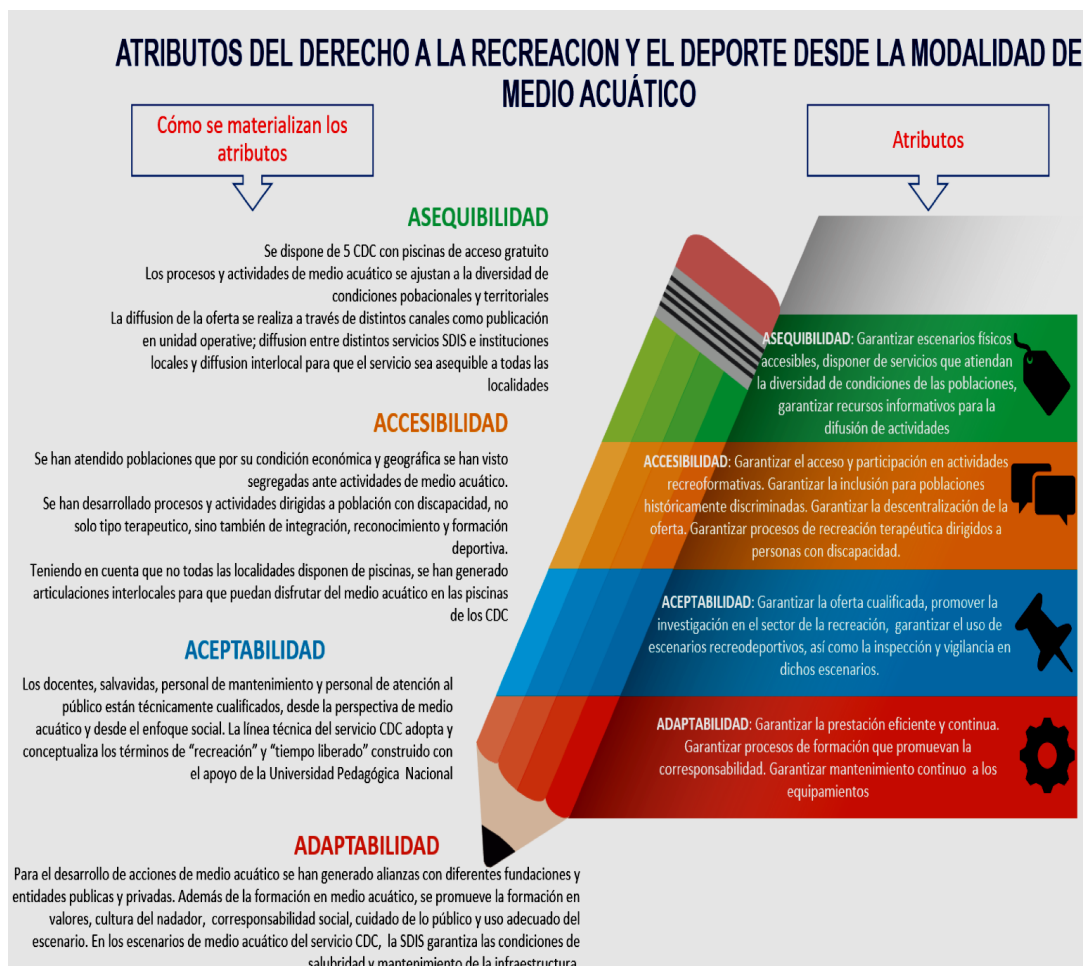 ATRIBUTOS DEL DERECHO A LA RECREACION Y EL DEPORTE DESDE LA MODALIDAD DE
MEDIO ACUÁTICO
Cómo se materializan los
atributos
Atributos
ASEQUIBILIDAD
Se dispone de 5 CDC con piscinas de acceso gratuito
Los procesos y actividades de medio acuático se ajustan a la diversidad de
condiciones pobacionales y territoriales
La diffusion de la oferta se realiza a través de distintos canales como publicación
en unidad operative; diffusion entre distintos servicios SDIS e instituciones
locales y diffusion interlocal para que el servicio sea asequible a todas las
localidades
ACCESIBILIDAD
Se han atendido poblaciones que por su condición económica y geográfica se han visto
segregadas ante actividades de medio acuático.
Se han desarrollado procesos y actividades dirigidas a población con discapacidad, no
solo tipo terapeutico, sino también de integración, reconocimiento y formación
deportiva.
Teniendo en cuenta que no todas las localidades disponen de piscinas, se han generado
articulaciones interlocales para que puedan disfrutar del medio acuático en las piscinas
de los CDC
ACEPTABILIDAD
Los docentes, salvavidas, personal de mantenimiento y personal de atención al
público están técnicamente cualificados, desde la perspectiva de medio
acuático y desde el enfoque social. La línea técnica del servicio CDC adopta y
conceptualiza los términos de “recreación” y “tiempo liberado” construido con
el apoyo de la Universidad Pedagógica Nacional
ADAPTABILIDAD
Para el desarrollo de acciones de medio acuático se han generado alianzas con diferentes fundaciones y
entidades publicas y privadas. Además de la formación en medio acuático, se promueve la formación en
valores, cultura del nadador, corresponsabilidad social, cuidado de lo público y uso adecuado del
escenario. En los escenarios de medio acuático del servicio CDC, la SDIS garantiza las condiciones de
salubridad y mantenimiento de la infraestructura.
ASEQUIBILIDAD: Garantizar escenarios físicos
accesibles, disponer de servicios que atiendan
la diversidad de condiciones de las poblaciones,
garantizar recursos informativos para la
difusión de actividades
ACCESIBILIDAD: Garantizar el acceso y participación en actividades
recreoformativas. Garantizar la inclusión para poblaciones
históricamente discriminadas. Garantizar la descentralización de la
oferta. Garantizar procesos de recreación terapéutica dirigidos a
personas con discapacidad.
ACEPTABILIDAD: Garantizar la oferta cualificada, promover la
investigación en el sector de la recreación, garantizar el uso de
escenarios recreodeportivos, así como la inspección y vigilancia en
dichos escenarios.
ADAPTABILIDAD: Garantizar la prestación eficiente y continua.
Garantizar procesos de formación que promuevan la
corresponsabilidad. Garantizar mantenimiento continuo a los
equipamientos